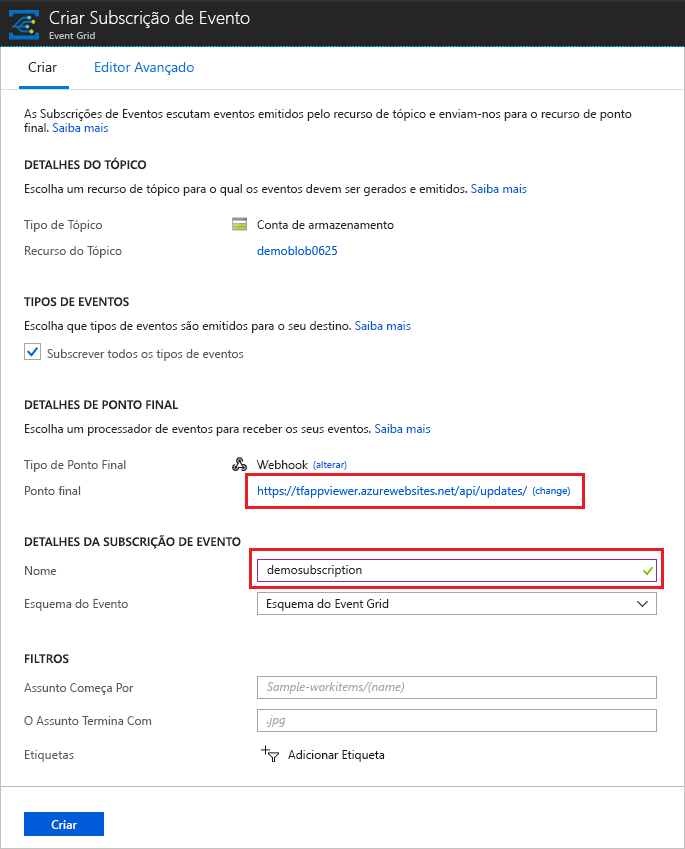 Criar Subscrição de Evento
Event Grid
Criar Editor Avançado
As Subscrições de Eventos escutam eventos emitidos pelo recurso de tópico e enviam-nos para o recurso de ponto
final. Saiba mais
DETALHES DO TÓPICO
Escolha um recurso de tópico para o qual os eventos devem ser gerados e emitidos. Saiba mais
Tipo de Tópico Conta de armazenamento
Recurso do Tópico demoblob0625
TIPOS DE EVENTOS
Escolha que tipos de eventos são emitidos para o seu destino. Saiba mais
Subscrever todos os tipos de eventos
DETALHES DE PONTO FINAL
Escolha um processador de eventos para receber os seus eventos. Saiba mais
Tipo de Ponto Final Webhook (alterar)
Ponto final https://tfappviewer.azurewebsites.net/api/updates/ (change)
DETALHES DA SUBSCRIÇÃO DE EVENTO
Nome demosubscription
Esquema do Evento Esquema do Event Grid
FILTROS
Assunto Começa Por Sample-workitems/(name)
O Assunto Termina Com .jpg
Etiquetas Adicionar Etiqueta
Criar